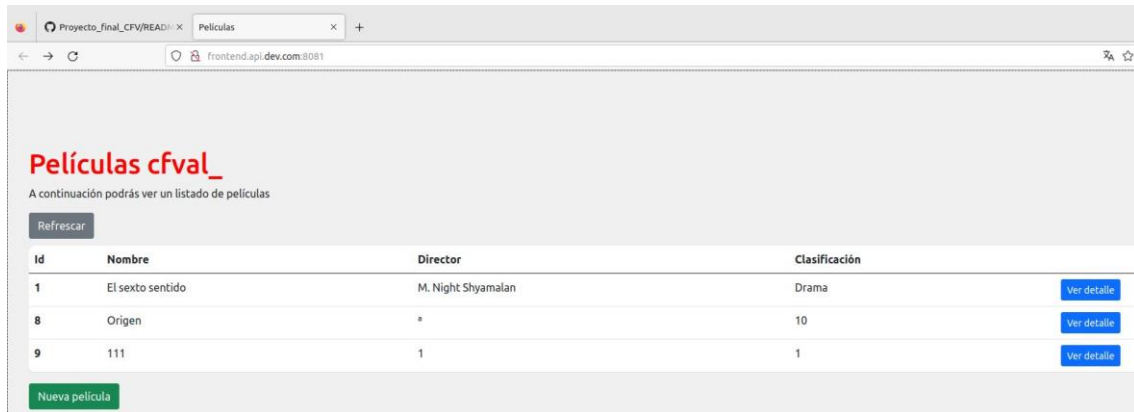 Proyecto_final_CFV/READM
Películas
frontend.api.dev.com:8081
Películas cfval_
A continuación podrás ver un listado de películas
Refrescar
Id Nombre Director Clasificación
1 El sexto sentido M. Night Shyamalan Drama Ver detalle
8 Origen ª 10 Ver detalle
9 111 1 1 Ver detalle
Nueva película